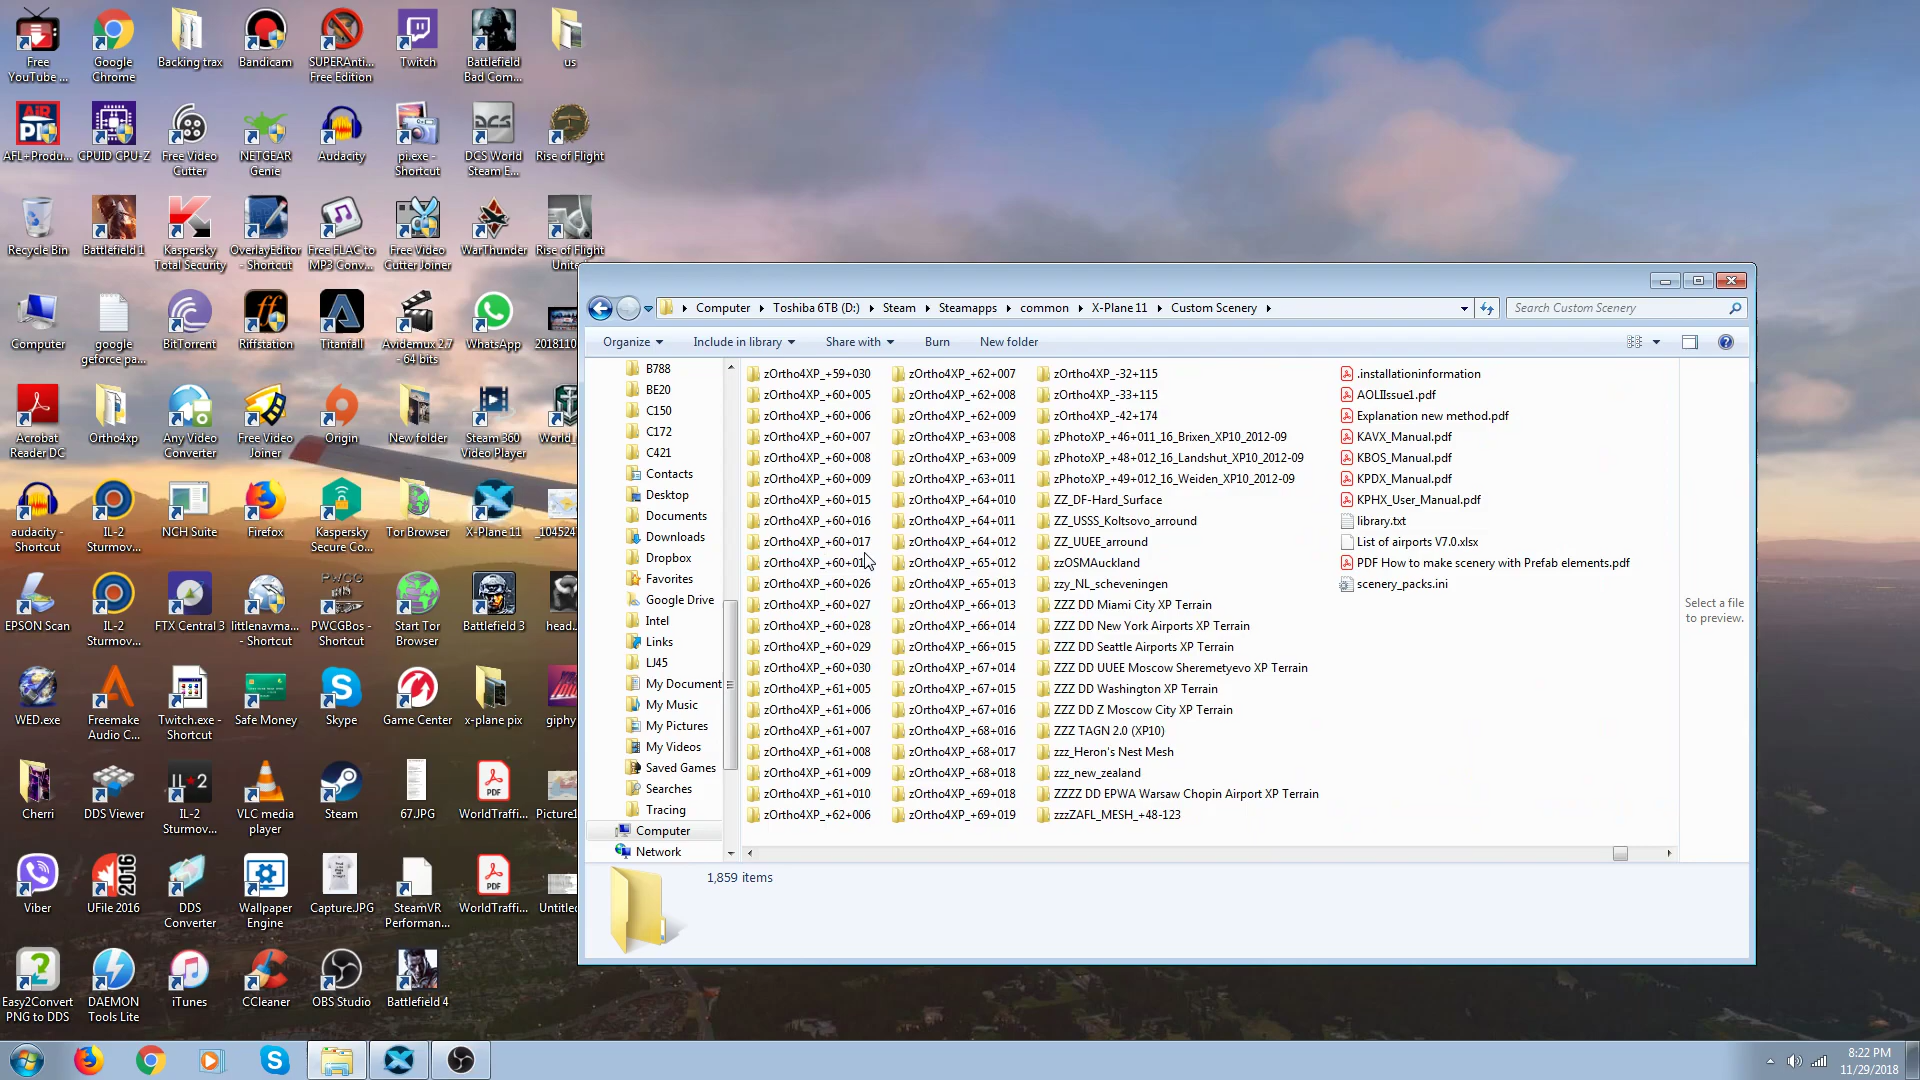 Free YouTube ...
Google Chrome
Backing trax
Bandicam
SUPERAnti... Free Edition
Twitch
Battlefield Bad Com...
us
AFL+Produ...
CPUID CPU-Z
Free Video Cutter
NETGEAR Genie
Audacity
pi.exe - Shortcut
DCS World Steam E...
Rise of Flight
Recycle Bin
Battlefield 1
Kaspersky Total Security
OverlayEditor - Shortcut
Free FLAC to MP3 Conv...
Free Video Cutter Joiner
WarThunder
Rise of Flight Unite
Computer
google geforce pa...
BitTorrent
Riffstation
Titanfall
Avidemux 2.7 - 64 bits
WhatsApp
2018110
Acrobat Reader DC
Ortho4xp
Any Video Converter
Free Video Joiner
Origin
New folder
Steam 360 Video Player
World_
audacity - Shortcut
IL-2 Sturmov...
NCH Suite
Firefox
Kaspersky Secure Co...
Tor Browser
X-Plane 11
_104524
EPSON Scan
IL-2 Sturmov...
FTX Central 3
littlenavma... - Shortcut
PWCGBos - Shortcut
Start Tor Browser
Battlefield 3
head..
WED.exe
Freemake Audio C...
Twitch.exe - Shortcut
Safe Money
Skype
Game Center
x-plane pix
giphy
Cherri
DDS Viewer
IL-2 Sturmov...
VLC media player
Steam
67.JPG
WorldTraffi...
Picture1
Viber
UFile 2016
DDS Converter
Wallpaper Engine
Capture.JPG
SteamVR Performan...
WorldTraffi...
Untitled
Easy2Convert PNG to DDS
DAEMON Tools Lite
iTunes
CCleaner
OBS Studio
Battlefield 4
Computer Toshiba 6TB (D:) Steam Steamapps common X-Plane 11 Custom Scenery
Search Custom Scenery
Organize Include in library Share with Burn New folder
B788
BE20
C150
C172
C421
Contacts
Desktop
Documents
Downloads
Dropbox
Favorites
Google Drive
Intel
Links
LJ45
My Document
My Music
My Pictures
My Videos
Saved Games
Searches
Tracing
Computer
Network
zOrtho4XP_+59+030
zOrtho4XP_+60+005
zOrtho4XP_+60+006
zOrtho4XP_+60+007
zOrtho4XP_+60+008
zOrtho4XP_+60+009
zOrtho4XP_+60+015
zOrtho4XP_+60+016
zOrtho4XP_+60+017
zOrtho4XP_+60+01
zOrtho4XP_+60+026
zOrtho4XP_+60+027
zOrtho4XP_+60+028
zOrtho4XP_+60+029
zOrtho4XP_+60+030
zOrtho4XP_+61+005
zOrtho4XP_+61+006
zOrtho4XP_+61+007
zOrtho4XP_+61+008
zOrtho4XP_+61+009
zOrtho4XP_+61+010
zOrtho4XP_+62+006
zOrtho4XP_+62+007
zOrtho4XP_+62+008
zOrtho4XP_+62+009
zOrtho4XP_+63+008
zOrtho4XP_+63+009
zOrtho4XP_+63+011
zOrtho4XP_+64+010
zOrtho4XP_+64+011
zOrtho4XP_+64+012
zOrtho4XP_+65+012
zOrtho4XP_+65+013
zOrtho4XP_+66+013
zOrtho4XP_+66+014
zOrtho4XP_+66+015
zOrtho4XP_+67+014
zOrtho4XP_+67+015
zOrtho4XP_+67+016
zOrtho4XP_+68+016
zOrtho4XP_+68+017
zOrtho4XP_+68+018
zOrtho4XP_+69+018
zOrtho4XP_+69+019
zOrtho4XP_-32+115
zOrtho4XP_-33+115
zOrtho4XP_-42+174
zPhotoXP_+46+011_16_Brixen_XP10_2012-09
zPhotoXP_+48+012_16_Landshut_XP10_2012-09
zPhotoXP_+49+012_16_Weiden_XP10_2012-09
ZZ_DF-Hard_Surface
ZZ_USSS_Koltsovo_arround
ZZ_UUEE_arround
zzOSMAuckland
zzy_NL_scheveningen
ZZZ DD Miami City XP Terrain
ZZZ DD New York Airports XP Terrain
ZZZ DD Seattle Airports XP Terrain
ZZZ DD UUEE Moscow Sheremetyevo XP Terrain
ZZZ DD Washington XP Terrain
ZZZ DD Z Moscow City XP Terrain
ZZZ TAGN 2.0 (XP10)
zzz_Heron's Nest Mesh
zzz_new_zealand
ZZZZ DD EPWA Warsaw Chopin Airport XP Terrain
zzzZAFL_MESH_+48-123
.installationinformation
AOLIIssue1.pdf
Explanation new method.pdf
KAVX_Manual.pdf
KBOS_Manual.pdf
KPDX_Manual.pdf
KPHX_User_Manual.pdf
library.txt
List of airports V7.0.xlsx
PDF How to make scenery with Prefab elements.pdf
scenery_packs.ini
Select a file
to preview.
1,859 items
8:22 PM
11/29/2018